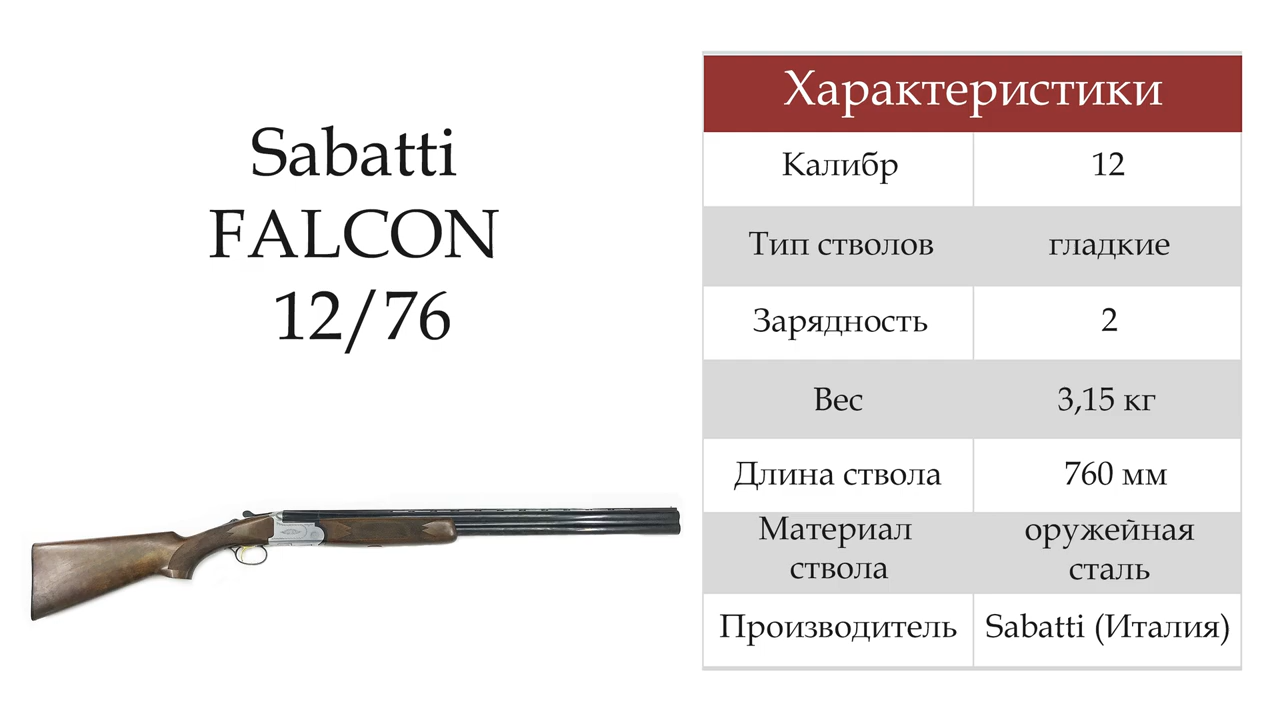 Sabatti
FALCON
12/76
Характеристики
Калибр 12
Тип стволов гладкие
Зарядность 2
Вес 3,15 кг
Длина ствола 760 мм
Материал ствола оружейная сталь
Производитель Sabatti (Италия)